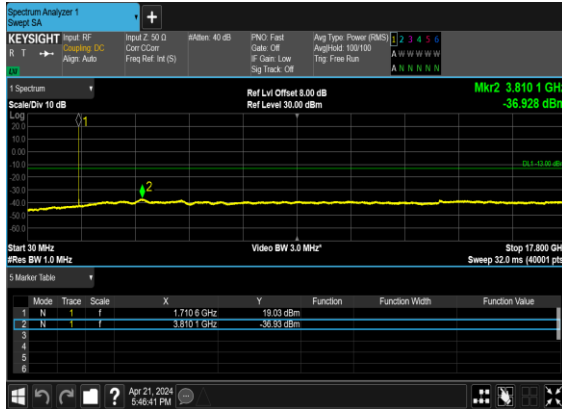 Spectrum Analyzer 1
Swept SA
+
KEYSIGHT Input: RF Input Z: 50 Ω #Atten: 40 dB PNO: Fast Avg Type: Power (RMS) 1 2 3 4 5 6
R T Coupling: DC Corr CCorr Gate: Off Avg|Hold: 100/100 A W W W W W
Align: Auto Freq Ref: Int (S) IF Gain: Low Trig: Free Run
LU Sig Track: Off A N N N N N
1 Spectrum Ref Lvl Offset 8.00 dB Mkr2 3.810 1 GHz
Scale/Div 10 dB Ref Level 30.00 dBm -36.928 dBm
Log
20.0
10.0
0.00
-10.0
-20.0
-30.0
-40.0
-50.0
-60.0
1
2
DL1 -13.00 dBm
Start 30 MHz Video BW 3.0 MHz* Stop 17.800 GHz
#Res BW 1.0 MHz Sweep 32.0 ms (40001 pts)
5 Marker Table
Mode Trace Scale X Y Function Function Width Function Value
1 N 1 f 1.710 6 GHz 19.03 dBm
2 N 1 f 3.810 1 GHz -36.93 dBm
3
4
5
6
? Apr 21, 2024
5:46:41 PM